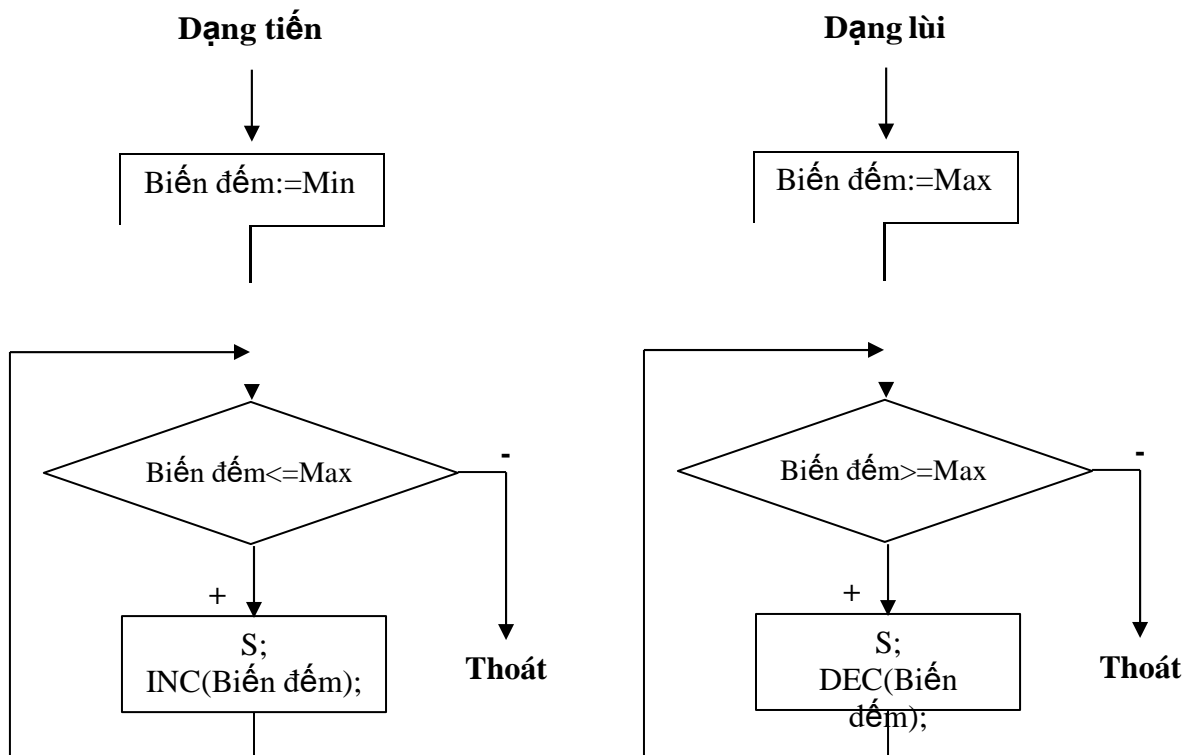 Dạng tiến
Biến đếm:=Min
Biến đếm<=Max
-
+
S;
INC(Biến đếm);
Thoát
Dạng lùi
Biến đếm:=Max
Biến đếm>=Max
-
+
S;
DEC(Biến
đếm);
Thoát